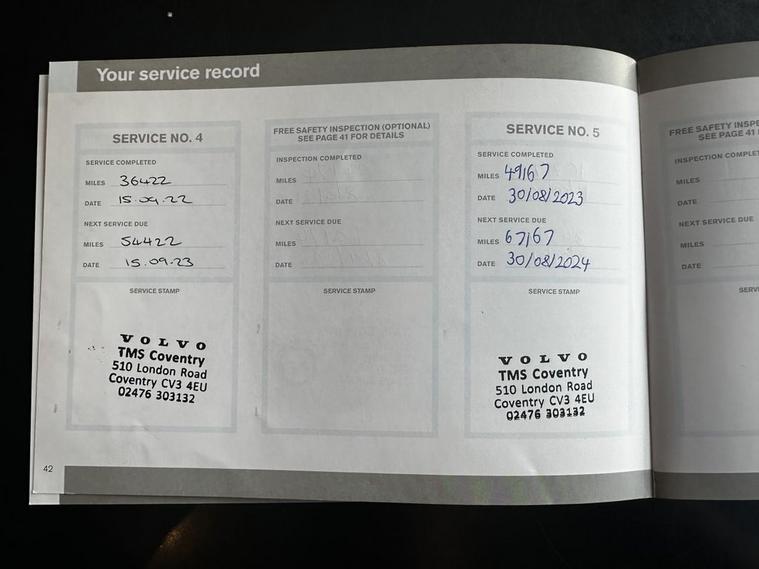 Your service record
SERVICE NO. 4
SERVICE COMPLETED
MILES 36422
DATE 15.09.22
NEXT SERVICE DUE
MILES 54422
DATE 15.09.23
SERVICE STAMP
VOLVO
TMS Coventry
510 London Road
Coventry CV3 4EU
02476 303132
FREE SAFETY INSPECTION (OPTIONAL)
SEE PAGE 41 FOR DETAILS
INSPECTION COMPLETED
MILES
DATE
NEXT SERVICE DUE
MILES
DATE
SERVICE STAMP
SERVICE NO. 5
SERVICE COMPLETED
MILES 49167
DATE 30/08/2023
NEXT SERVICE DUE
MILES 67167
DATE 30/08/2024
SERVICE STAMP
VOLVO
TMS Coventry
510 London Road
Coventry CV3 4EU
02476 303132
42
FREE SAFETY INSPE
SEE PAGE 41
INSPECTION COMPLET
MILES
DATE
NEXT SERVICE DUE
MILES
DATE
SERV